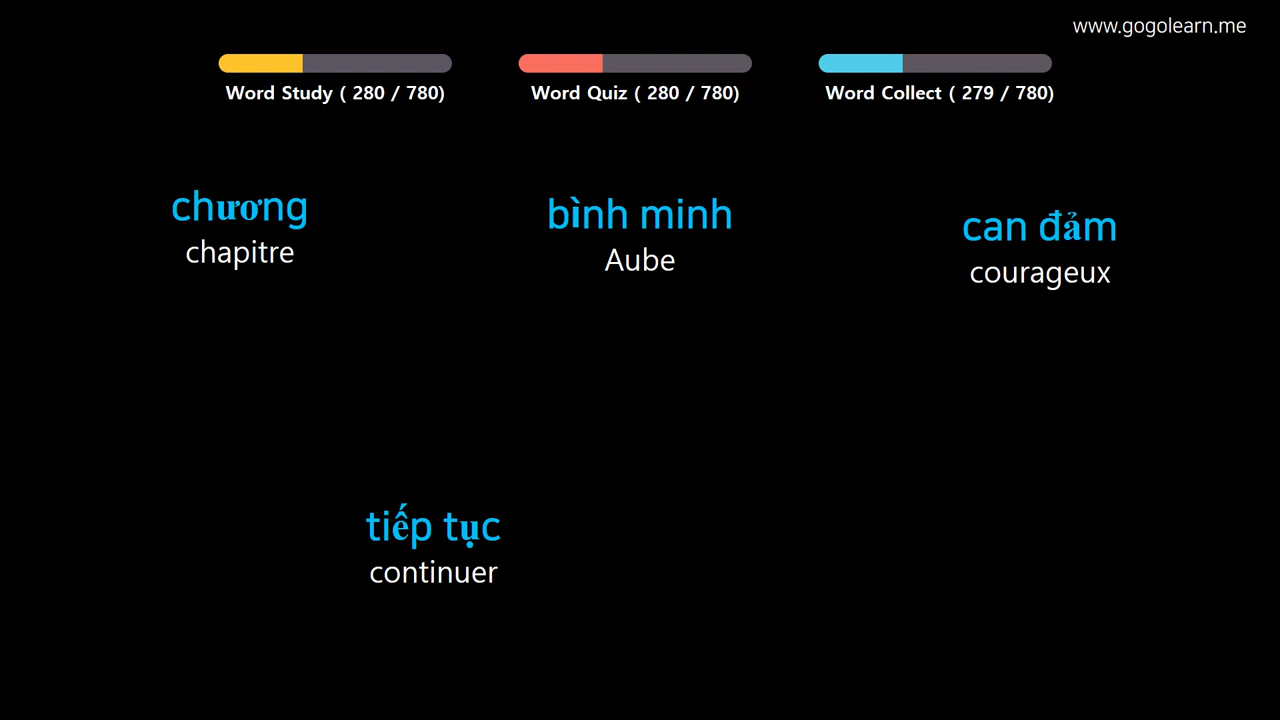 www.gogolearn.me
Word Study ( 280 / 780)
Word Quiz ( 280 / 780)
Word Collect ( 279 / 780)
chương
chapitre
bình minh
Aube
can đảm
courageux
tiếp tục
continuer